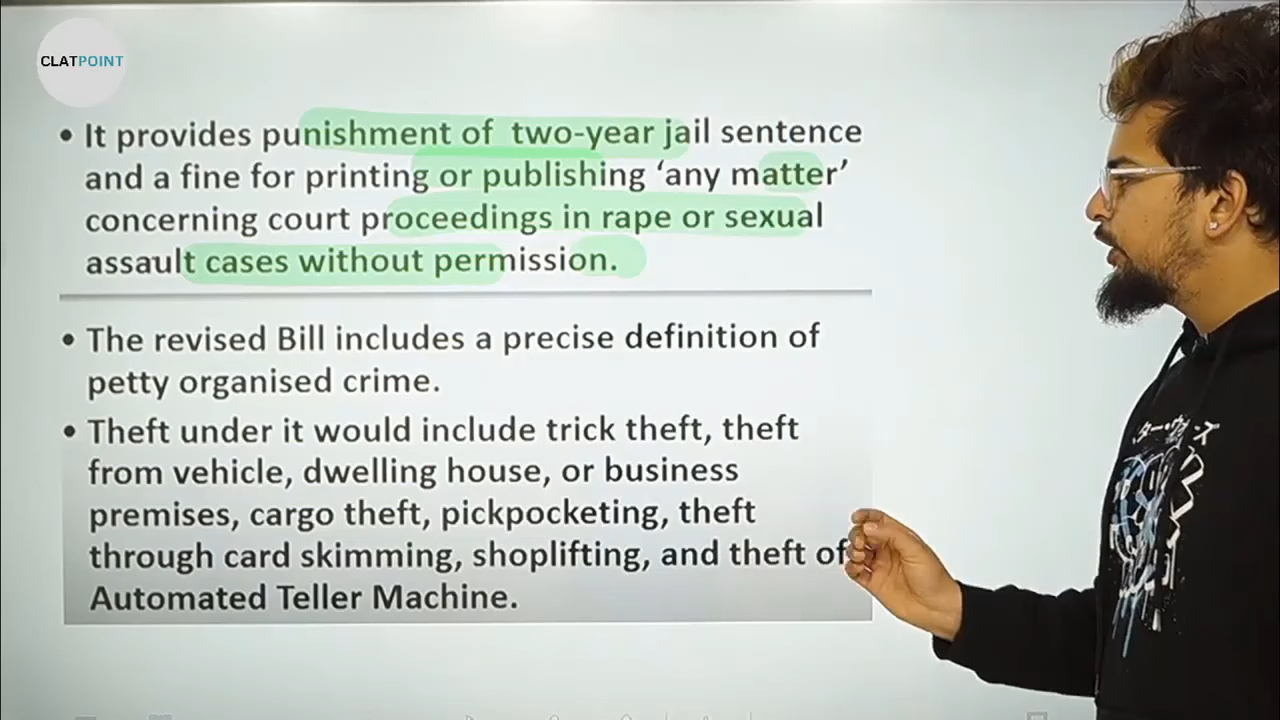 CLATPOINT
• It provides punishment of two-year jail sentence
and a fine for printing or publishing ‘any matter’
concerning court proceedings in rape or sexual
assault cases without permission.
• The revised Bill includes a precise definition of
petty organised crime.
• Theft under it would include trick theft, theft
from vehicle, dwelling house, or business
premises, cargo theft, pickpocketing, theft
through card skimming, shoplifting, and theft of
Automated Teller Machine.